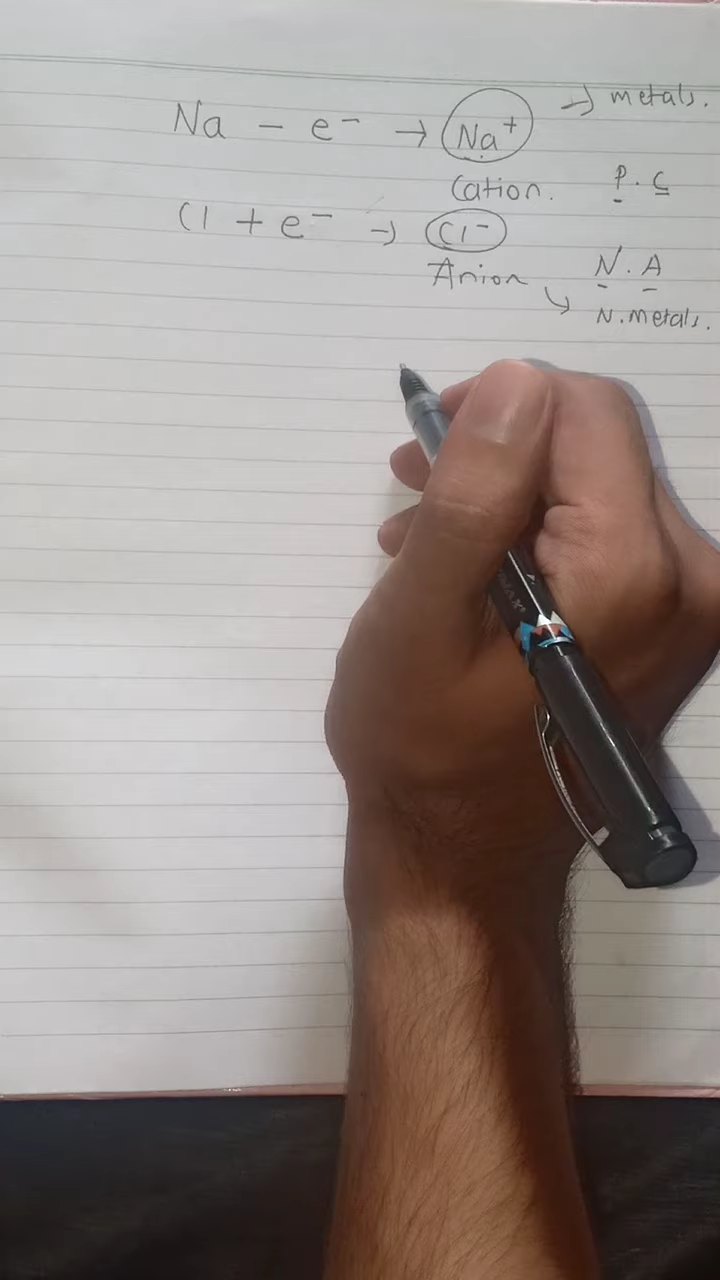 Na − e⁻ → Na⁺ → metals.
Cation. P.C
Cl + e⁻ → Cl⁻
Anion N.A
↘ N.metals.